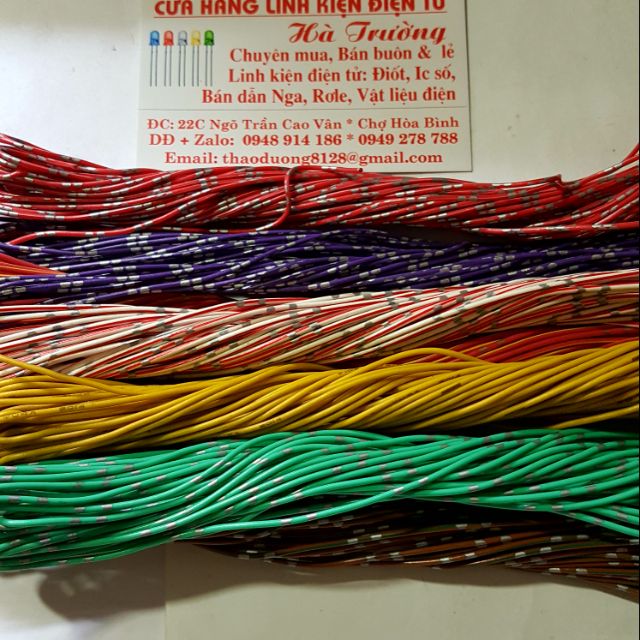 CỬA HÀNG LINH KIỆN ĐIỆN TỬ
Hà Trường
Chuyên mua, Bán buôn & lẻ
Linh kiện điện tử: Điốt, Ic số,
Bán dẫn Nga, Rơle, Vật liệu điện
ĐC: 22C Ngõ Trần Cao Vân * Chợ Hòa Bình
DĐ + Zalo: 0948 914 186 * 0949 278 788
Email: thaoduong8128@gmail.com